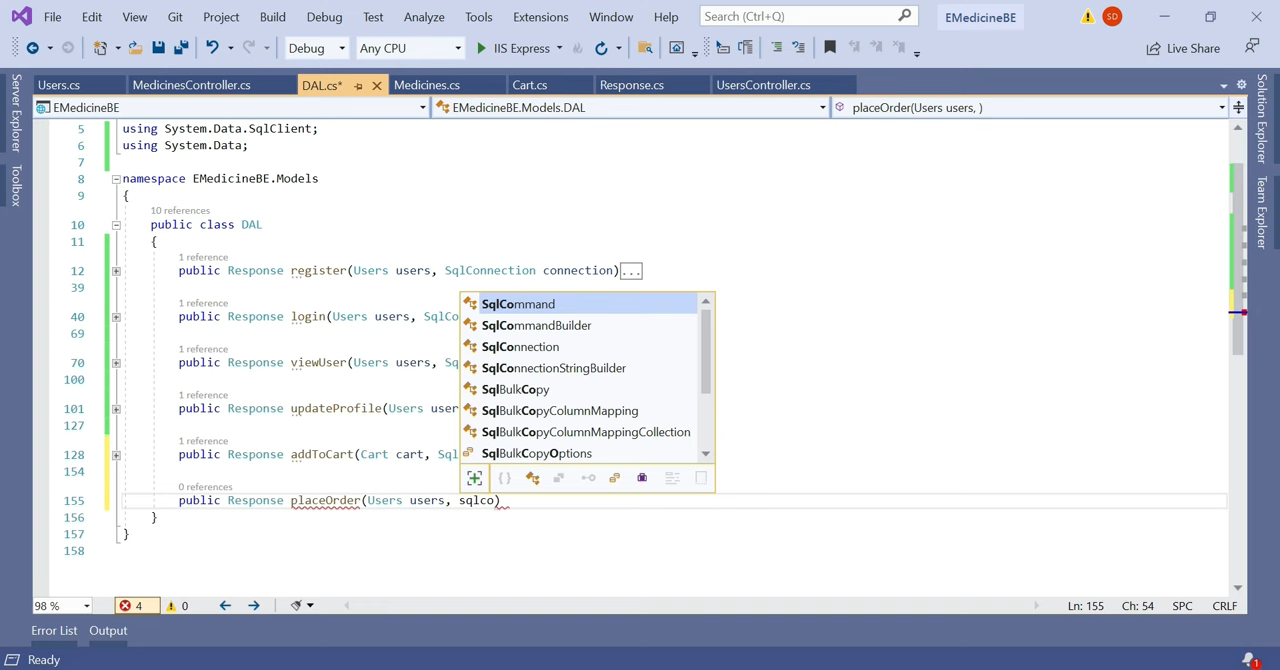 File Edit View Git Project Build Debug Test Analyze Tools Extensions Window Help Search (Ctrl+Q) EMedicineBE SD
Debug Any CPU IIS Express Live Share
Users.cs MedicinesController.cs DAL.cs* Medicines.cs Cart.cs Response.cs UsersController.cs
EMedicineBE EMedicineBE.Models.DAL placeOrder(Users users, )
Server Explorer
Toolbox
Solution Explorer
Team Explorer
5 using System.Data.SqlClient;
6 using System.Data;
7
8 namespace EMedicineBE.Models
9 {
10 references
10 public class DAL
11 {
1 reference
12 public Response register(Users users, SqlConnection connection)...
39
1 reference
40 public Response login(Users users, SqlCo
69
1 reference
70 public Response viewUser(Users users, Sq
100
1 reference
101 public Response updateProfile(Users user
127
1 reference
128 public Response addToCart(Cart cart, Sql
154
0 references
155 public Response placeOrder(Users users, sqlco)
156 }
157 }
158
SqlCommand
SqlCommandBuilder
SqlConnection
SqlConnectionStringBuilder
SqlBulkCopy
SqlBulkCopyColumnMapping
SqlBulkCopyColumnMappingCollection
SqlBulkCopyOptions
98 % 4 0 Ln: 155 Ch: 54 SPC CRLF
Error List Output
Ready 1